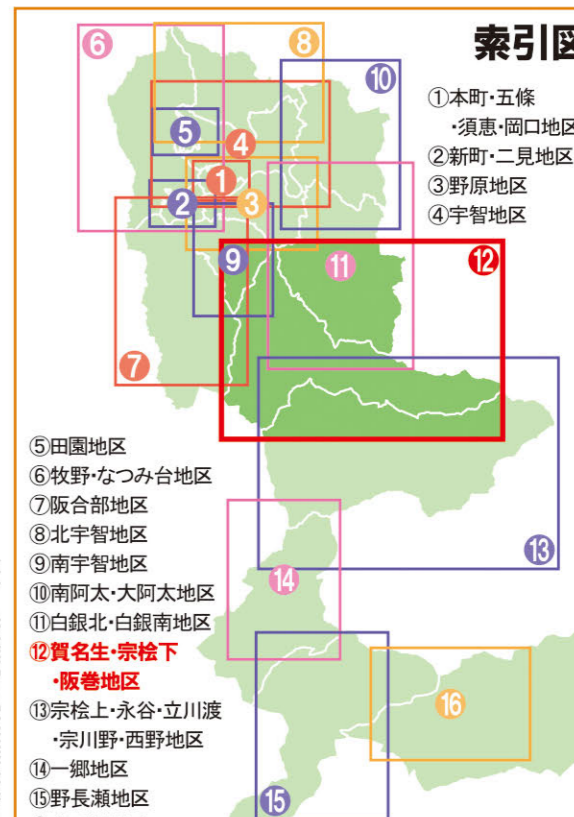 索引図
①本町・五條
・須恵・岡口地区
②新町・二見地区
③野原地区
④宇智地区
⑤田園地区
⑥牧野・なつみ台地区
⑦阪合部地区
⑧北宇智地区
⑨南宇智地区
⑩南阿太・大阿太地区
⑪白銀北・白銀南地区
⑫賀名生・宗桧下
・阪巻地区
⑬宗桧上・永谷・立川渡
・宗川野・西野地区
⑭一郷地区
⑮野長瀬地区
⑥
⑧
⑩
⑤
④
①
②
③
⑨
⑪
⑫
⑦
⑬
⑭
⑯
⑮